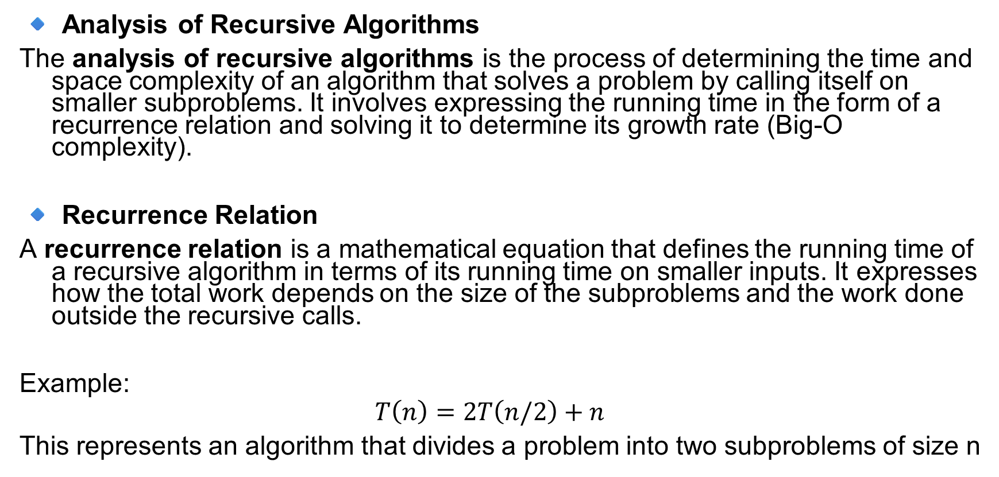 🔹 Analysis of Recursive Algorithms
The analysis of recursive algorithms is the process of determining the time and
space complexity of an algorithm that solves a problem by calling itself on
smaller subproblems. It involves expressing the running time in the form of a
recurrence relation and solving it to determine its growth rate (Big-O
complexity).
🔹 Recurrence Relation
A recurrence relation is a mathematical equation that defines the running time of
a recursive algorithm in terms of its running time on smaller inputs. It expresses
how the total work depends on the size of the subproblems and the work done
outside the recursive calls.
Example:
T(n) = 2T(n/2) + n
This represents an algorithm that divides a problem into two subproblems of size n